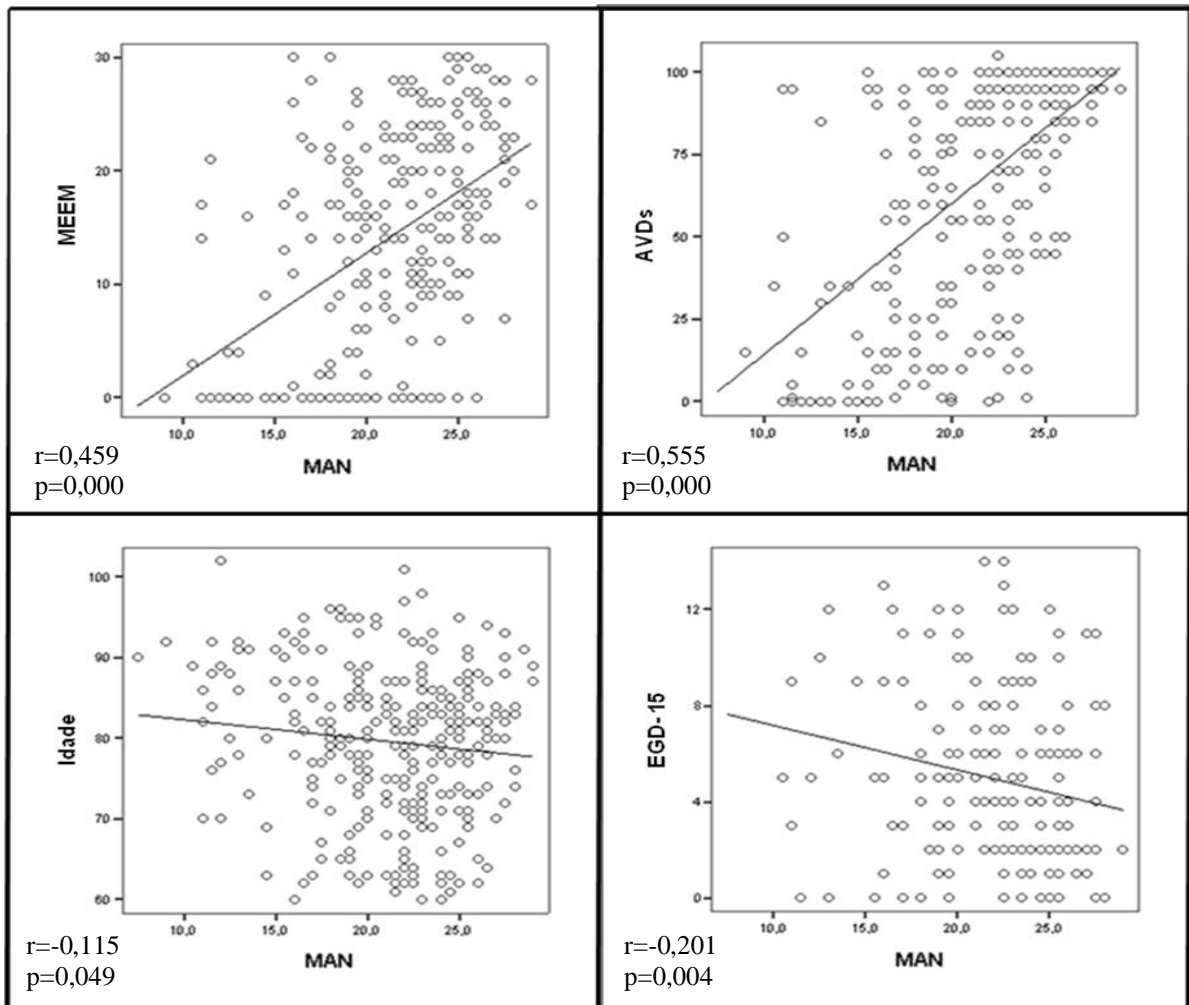 MEEM
30
20
10
0
10,0
15,0
20,0
25,0
MAN
r=0,459
p=0,000
AVDs
100
75
50
25
0
10,0
15,0
20,0
25,0
MAN
r=0,555
p=0,000
Idade
100
90
80
70
60
10,0
15,0
20,0
25,0
MAN
r=-0,115
p=0,049
EGD-15
12
8
4
0
10,0
15,0
20,0
25,0
MAN
r=-0,201
p=0,004